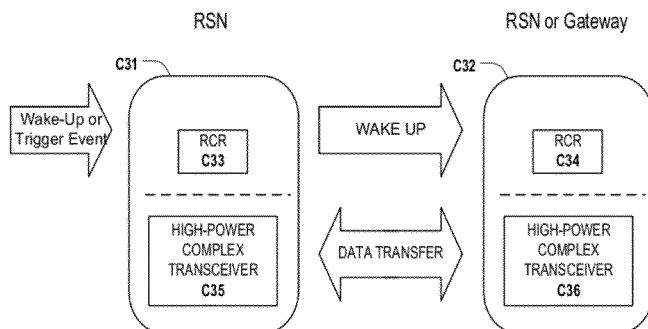 RSN
RSN or Gateway
C31
C32
Wake-Up or
Trigger Event
WAKE UP
RCR
C33
RCR
C34
HIGH-POWER
COMPLEX
TRANSCEIVER
C35
DATA TRANSFER
HIGH-POWER
COMPLEX
TRANSCEIVER
C36